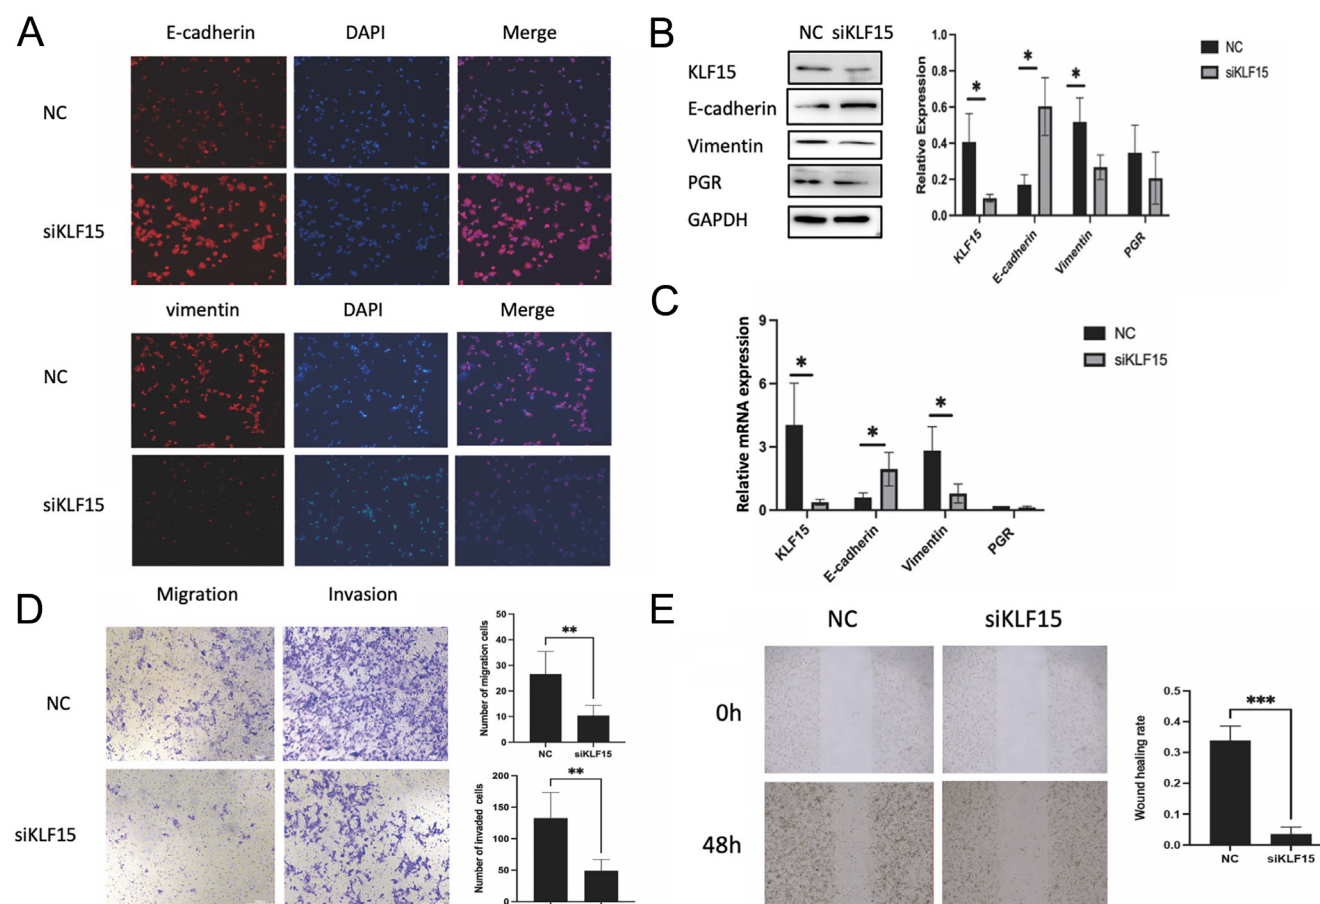 A
E-cadherin DAPI Merge
NC
siKLF15
vimentin DAPI Merge
NC
siKLF15
B
NC siKLF15
KLF15
E-cadherin
Vimentin
PGR
GAPDH
Relative Expression
1.0
0.8
0.6
0.4
0.2
0.0
* * *
KLF15 E-cadherin Vimentin PGR
NC
siKLF15
C
Relative mRNA expression
9
6
3
0
* * *
KLF15 E-cadherin Vimentin PGR
NC
siKLF15
D
Migration Invasion
NC
siKLF15
Number of migration cells
50
40
30
20
10
0
**
NC siKLF15
Number of invaded cells
200
150
100
50
0
**
E
NC siKLF15
0h
48h
Wound healing rate
0.5
0.4
0.3
0.2
0.1
0.0
***
NC siKLF15